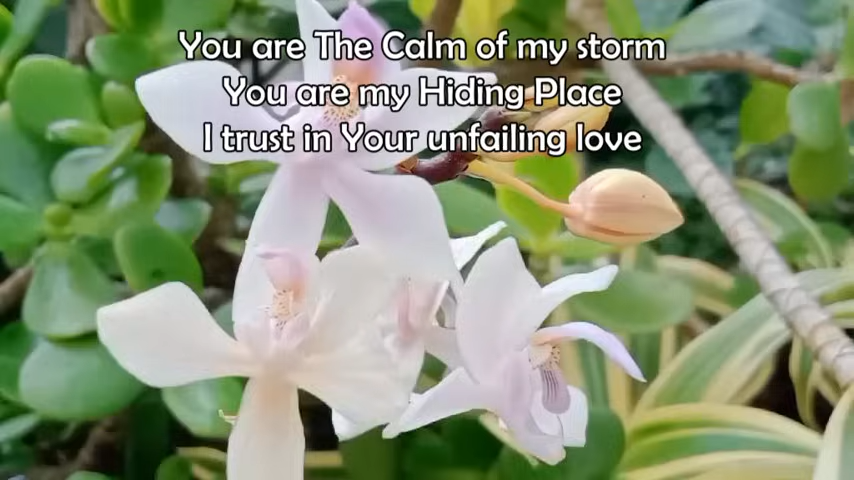 You are The Calm of my storm
You are my Hiding Place
I trust in Your unfailing love